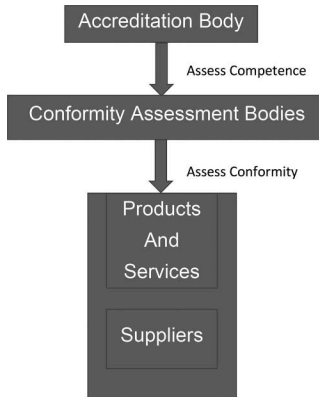 Accreditation Body
Assess Competence
Conformity Assessment Bodies
Assess Conformity
Products
And
Services
Suppliers